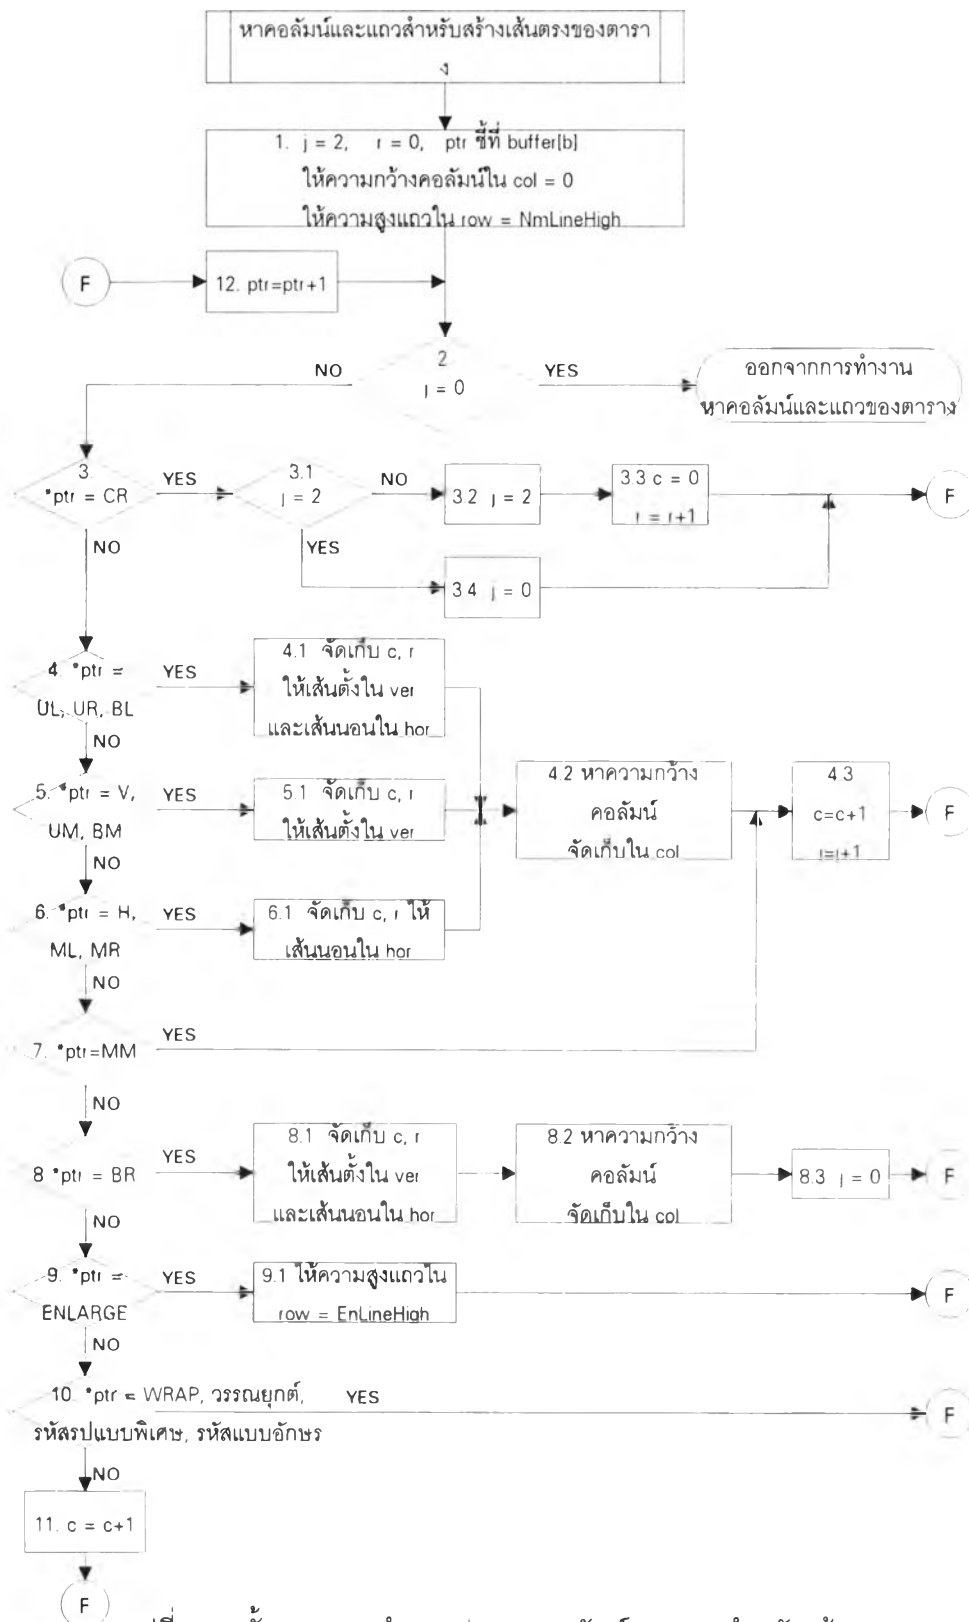 หาคอลัมน์และแถวสำหรับสร้างเส้นตรงของตารา
ง
1. j = 2, r = 0, ptr ชี้ที่ buffer[b]
ให้ความกว้างคอลัมน์ใน col = 0
ให้ความสูงแถวใน row = NmLineHigh
F
12. ptr=ptr+1
2
j = 0
NO
YES
ออกจากการทำงาน
หาคอลัมน์และแถวของตาราง
3.
*ptr = CR
YES
3.1
j = 2
NO
3.2 j = 2
3.3 c = 0
r = r+1
F
NO
YES
3.4 j = 0
4. *ptr =
UL, UR, BL
YES
4.1 จัดเก็บ c, r
ให้เส้นตั้งใน ver
และเส้นนอนใน hor
NO
5. *ptr = V,
UM, BM
YES
5.1 จัดเก็บ c, r
ให้เส้นตั้งใน ver
4.2 หาความกว้าง
คอลัมน์
จัดเก็บใน col
4.3
c=c+1
j=j+1
F
NO
6. *ptr = H,
ML, MR
YES
6.1 จัดเก็บ c, r ให้
เส้นนอนใน hor
NO
7. *ptr=MM
YES
NO
8 *ptr = BR
YES
8.1 จัดเก็บ c, r
ให้เส้นตั้งใน ver
และเส้นนอนใน hor
8.2 หาความกว้าง
คอลัมน์
จัดเก็บใน col
8.3 j = 0
F
NO
9. *ptr =
ENLARGE
YES
9.1 ให้ความสูงแถวใน
row = EnLineHigh
F
NO
10. *ptr = WRAP, วรรณยุกต์,
รหัสรูปแบบพิเศษ, รหัสแบบอักษร
YES
F
NO
11. c = c+1
F